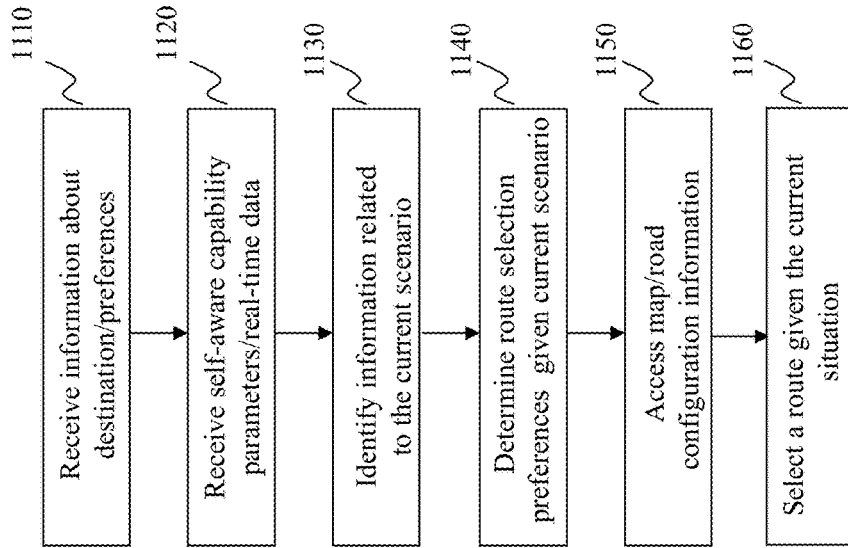 Receive information about
destination/preferences
1110
Receive self-aware capability
parameters/real-time data
1120
Identify information related
to the current scenario
1130
Determine route selection
preferences given current scenario
1140
Access map/road
configuration information
1150
Select a route given the current
situation
1160